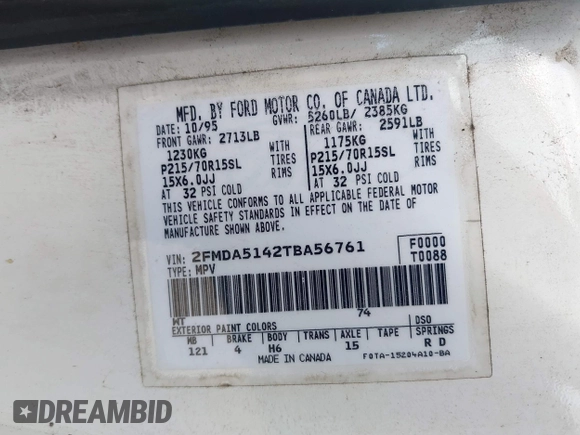 MFD. BY FORD MOTOR CO. OF CANADA LTD.
DATE: 10/95 GVWR: 5260LB/ 2385KG
FRONT GAWR: 2713LB REAR GAWR: 2591LB
1230KG WITH 1175KG WITH
P215/70R15SL TIRES P215/70R15SL TIRES
15X6.0JJ RIMS 15X6.0JJ RIMS
AT 32 PSI COLD AT 32 PSI COLD
THIS VEHICLE CONFORMS TO ALL APPLICABLE FEDERAL MOTOR
VEHICLE SAFETY STANDARDS IN EFFECT ON THE DATE OF
MANUFACTURE SHOWN ABOVE.
VIN: 2FMDA5142TBA56761 F0000
TYPE: MPV T0088
74
WT
EXTERIOR PAINT COLORS DSO
WB BRAKE BODY TRANS AXLE TAPE SPRINGS
121 4 H6 15 R D
MADE IN CANADA F0TA-15204A10-BA
DREAMBID